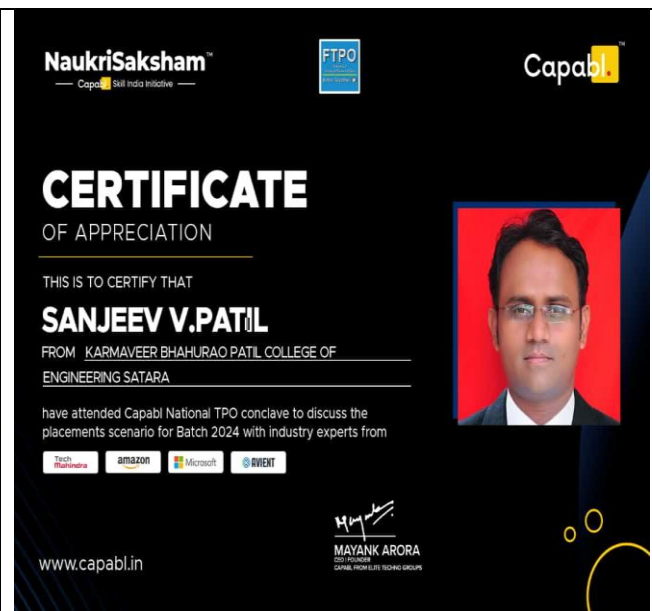 NaukriSaksham™
Capabl. Skill India Initiative
FTPO
Capabl.™
CERTIFICATE
OF APPRECIATION
THIS IS TO CERTIFY THAT
SANJEEV V.PATIL
FROM KARMAVEER BHAHURAO PATIL COLLEGE OF
ENGINEERING SATARA
have attended Capabl National TPO conclave to discuss the
placements scenario for Batch 2024 with industry experts from
Tech
Mahindra
amazon
Microsoft
AVIENT
Mayank
MAYANK ARORA
CEO | FOUNDER
CAPABL FROM ELITE TECHNO GROUPS
www.capabl.in